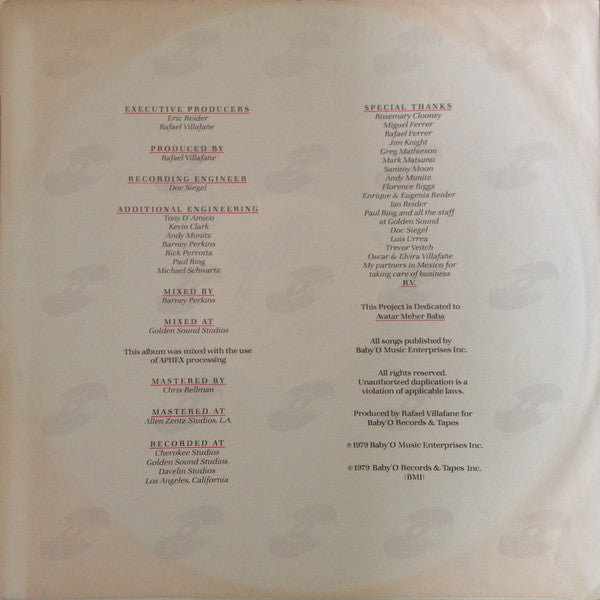 EXECUTIVE PRODUCERS
Eric Reider
Rafael Villafane
PRODUCED BY
Rafael Villafane
RECORDING ENGINEER
Doc Siegel
ADDITIONAL ENGINEERING
Tony D'Amico
Kevin Clark
Andy Munitz
Barney Perkins
Rick Perrotta
Paul Ring
Michael Schwartz
MIXED BY
Barney Perkins
MIXED AT
Golden Sound Studios
This album was mixed with the use
of APHEX processing
MASTERED BY
Chris Bellman
MASTERED AT
Allen Zentz Studios, L.A.
RECORDED AT
Cherokee Studios
Golden Sound Studios
Davelin Studios
Los Angeles, California
SPECIAL THANKS
Rosemary Clooney
Miguel Ferrer
Rafael Ferrer
Jim Knight
Greg Mathieson
Mark Matsuno
Sammy Moon
Andy Munitz
Florence Riggs
Enrique & Eugenia Reider
Ian Reider
Paul Ring and all the staff
at Golden Sound
Doc Siegel
Luis Urrea
Trevor Veitch
Oscar & Elvira Villafane
My partners in Mexico for
taking care of business
R.V.
This Project is Dedicated to
Avatar Meher Baba
All songs published by
Baby'O Music Enterprises Inc.
All rights reserved.
Unauthorized duplication is a
violation of applicable laws.
Produced by Rafael Villafane for
Baby'O Records & Tapes
℗ 1979 Baby'O Music Enterprises Inc.
© 1979 Baby'O Records & Tapes Inc.
(BMI)